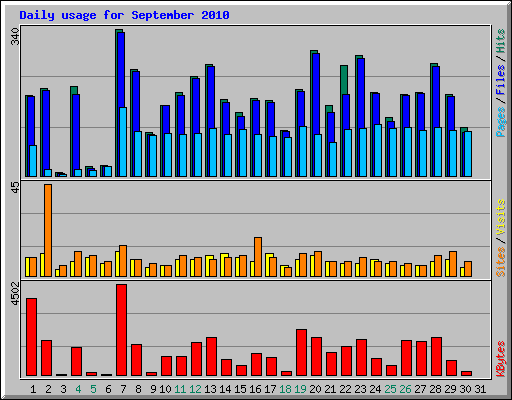 Daily usage for September 2010
340
45
4502
Pages / Files / Hits
Sites / Visits
KBytes
1 2 3 4 5 6 7 8 9 10 11 12 13 14 15 16 17 18 19 20 21 22 23 24 25 26 27 28 29 30 31